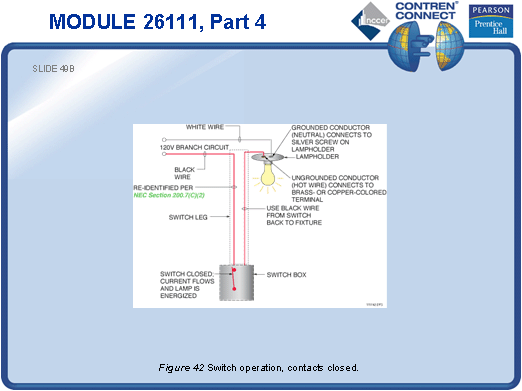 MODULE 26111, Part 4
nccer
CONTREN®
CONNECT
PEARSON
Prentice
Hall
SLIDE 49B
WHITE WIRE
GROUNDED CONDUCTOR
(NEUTRAL) CONNECTS TO
SILVER SCREW ON
LAMPHOLDER
120V BRANCH CIRCUIT
LAMPHOLDER
BLACK
WIRE
UNGROUNDED CONDUCTOR
(HOT WIRE) CONNECTS TO
BRASS- OR COPPER-COLORED
TERMINAL
RE-IDENTIFIED PER
NEC Section 200.7(C)(2)
USE BLACK WIRE
FROM SWITCH
BACK TO FIXTURE
SWITCH LEG
SWITCH CLOSED;
CURRENT FLOWS
AND LAMP IS
ENERGIZED
SWITCH BOX
Figure 42 Switch operation, contacts closed.